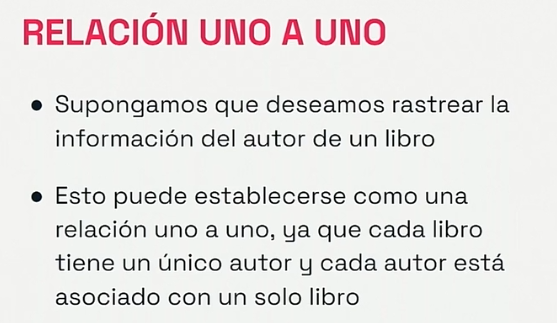 RELACIÓN UNO A UNO
● Supongamos que deseamos rastrear la
información del autor de un libro
● Esto puede establecerse como una
relación uno a uno, ya que cada libro
tiene un único autor y cada autor está
asociado con un solo libro